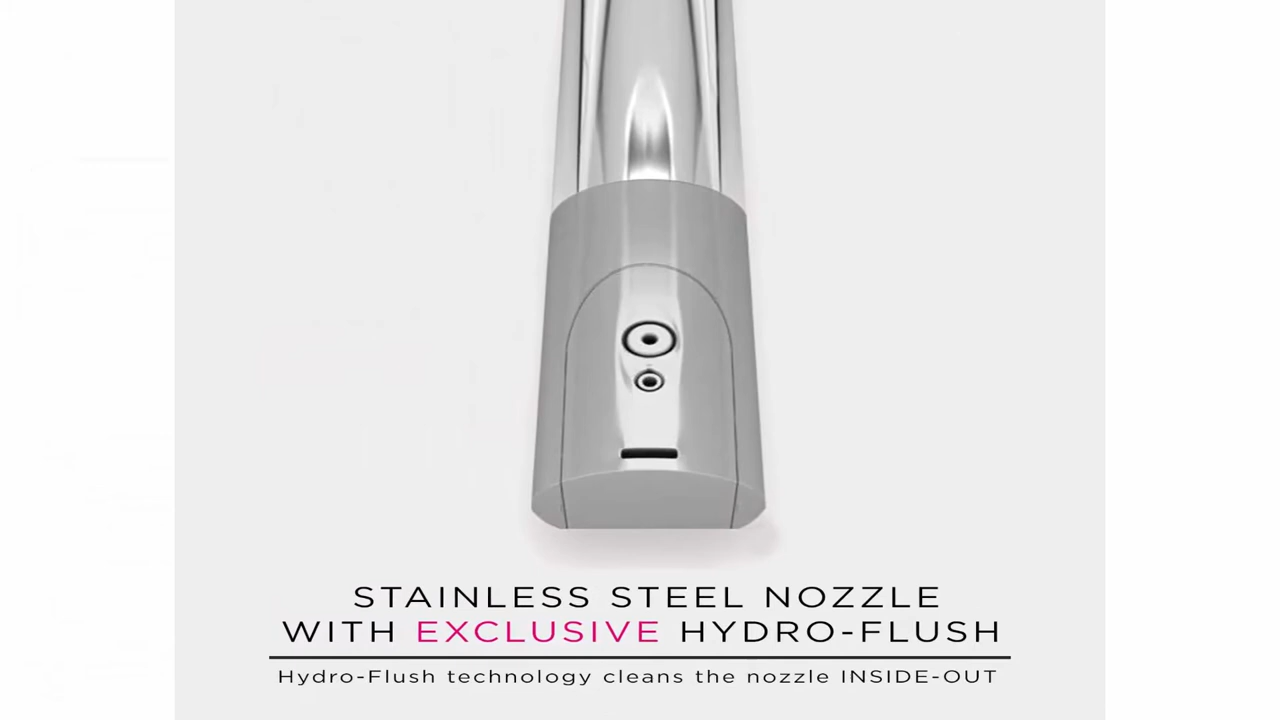 STAINLESS STEEL NOZZLE
WITH EXCLUSIVE HYDRO-FLUSH
Hydro-Flush technology cleans the nozzle INSIDE-OUT